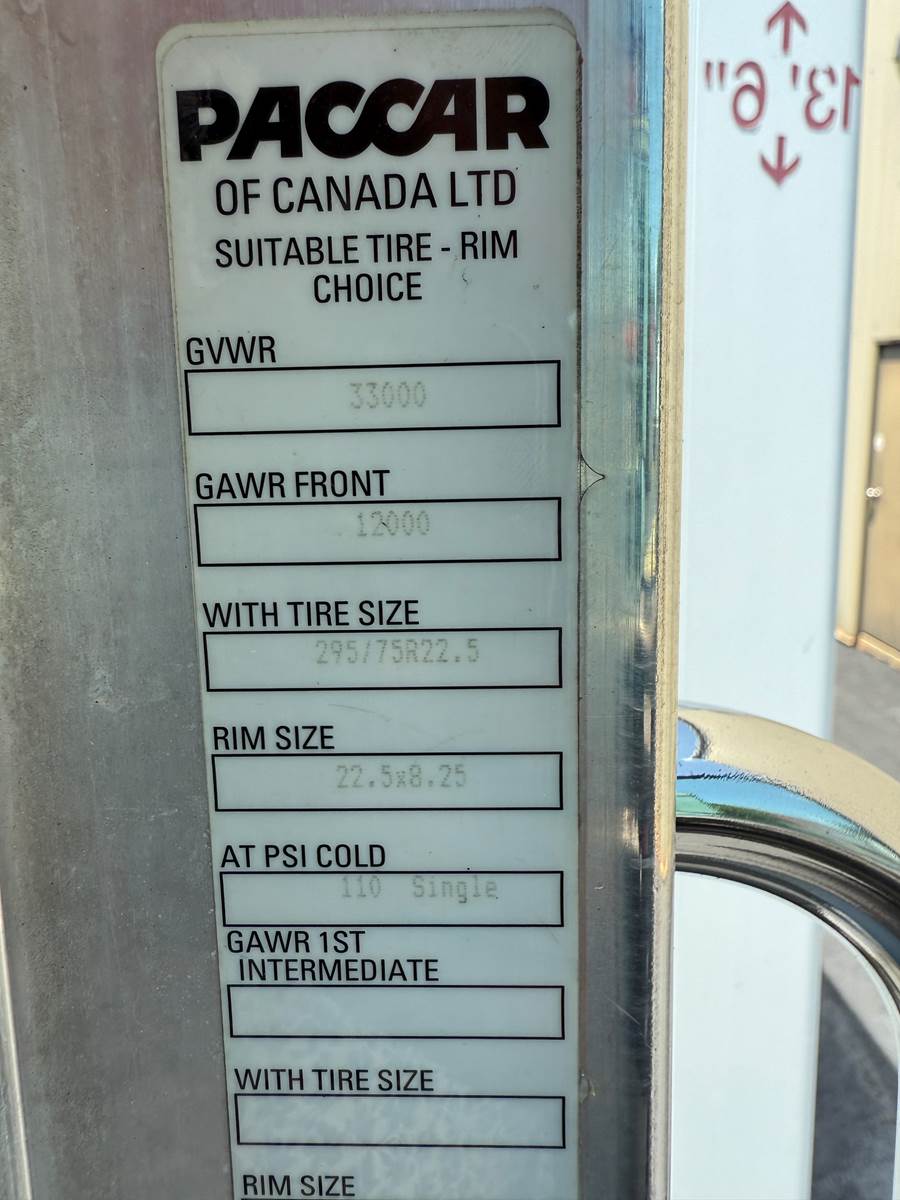 PACCAR
OF CANADA LTD
SUITABLE TIRE - RIM
CHOICE
GVWR
33000
GAWR FRONT
12000
WITH TIRE SIZE
295/75R22.5
RIM SIZE
22.5x8.25
AT PSI COLD
110 Single
GAWR 1ST
INTERMEDIATE
WITH TIRE SIZE
RIM SIZE
13' 6"